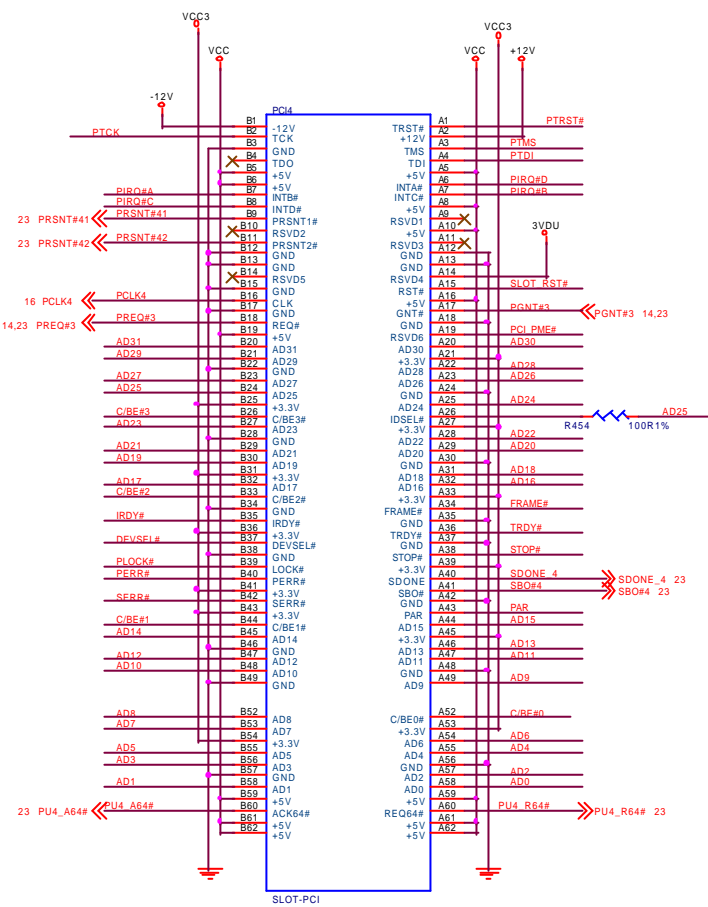 VCC3
VCC
VCC3
VCC
+12V
-12V
PCI4
B1 -12V TRST# A1 PTRST#
PTCK B2 TCK +12V A2
B3 GND TMS A3 PTMS
B4 TDO TDI A4 PTDI
B5 +5V +5V A5
B6 +5V INTA# A6 PIRQ#D
PIRQ#A B7 INTB# INTC# A7 PIRQ#B
PIRQ#C B8 INTD# +5V A8
23 PRSNT#41 PRSNT#41 B9 PRSNT1# RSVD1 A9
B10 RSVD2 +5V A10
23 PRSNT#42 PRSNT#42 B11 PRSNT2# RSVD3 A11
B12 GND GND A12
B13 GND GND A13
3VDU
B14 RSVD5 RSVD4 A14
B15 GND RST# A15 SLOT_RST#
16 PCLK4 PCLK4 B16 CLK +5V A16
B17 GND GNT# A17 PGNT#3 PGNT#3 14,23
14,23 PREQ#3 PREQ#3 B18 REQ# GND A18
B19 +5V RSVD6 A19 PCI_PME#
AD31 B20 AD31 AD30 A20 AD30
AD29 B21 AD29 +3.3V A21
B22 GND AD28 A22 AD28
AD27 B23 AD27 AD26 A23 AD26
AD25 B24 AD25 GND A24
B25 +3.3V AD24 A25 AD24
C/BE#3 B26 C/BE3# IDSEL# A26 R454 100R1% AD25
AD23 B27 AD23 +3.3V A27
B28 GND AD22 A28 AD22
AD21 B29 AD21 AD20 A29 AD20
AD19 B30 AD19 GND A30
B31 +3.3V AD18 A31 AD18
AD17 B32 AD17 AD16 A32 AD16
C/BE#2 B33 C/BE2# +3.3V A33
B34 GND FRAME# A34 FRAME#
IRDY# B35 IRDY# GND A35
B36 +3.3V TRDY# A36 TRDY#
DEVSEL# B37 DEVSEL# GND A37
B38 GND STOP# A38 STOP#
PLOCK# B39 LOCK# +3.3V A39
PERR# B40 PERR# SDONE A40 SDONE_4 SDONE_4 23
B41 +3.3V SBO# A41 SBO#4 SBO#4 23
SERR# B42 SERR# GND A42
B43 +3.3V PAR A43 PAR
C/BE#1 B44 C/BE1# AD15 A44 AD15
AD14 B45 AD14 +3.3V A45
B46 GND AD13 A46 AD13
AD12 B47 AD12 AD11 A47 AD11
AD10 B48 AD10 GND A48
B49 GND AD9 A49 AD9
AD8 B52 AD8 C/BE0# A52 C/BE#0
AD7 B53 AD7 +3.3V A53
B54 +3.3V AD6 A54 AD6
AD5 B55 AD5 AD4 A55 AD4
AD3 B56 AD3 GND A56
B57 GND AD2 A57 AD2
AD1 B58 AD1 AD0 A58 AD0
B59 +5V +5V A59
23 PU4_A64# PU4_A64# B60 ACK64# REQ64# A60 PU4_R64# PU4_R64# 23
B61 +5V +5V A61
B62 +5V +5V A62
SLOT-PCI